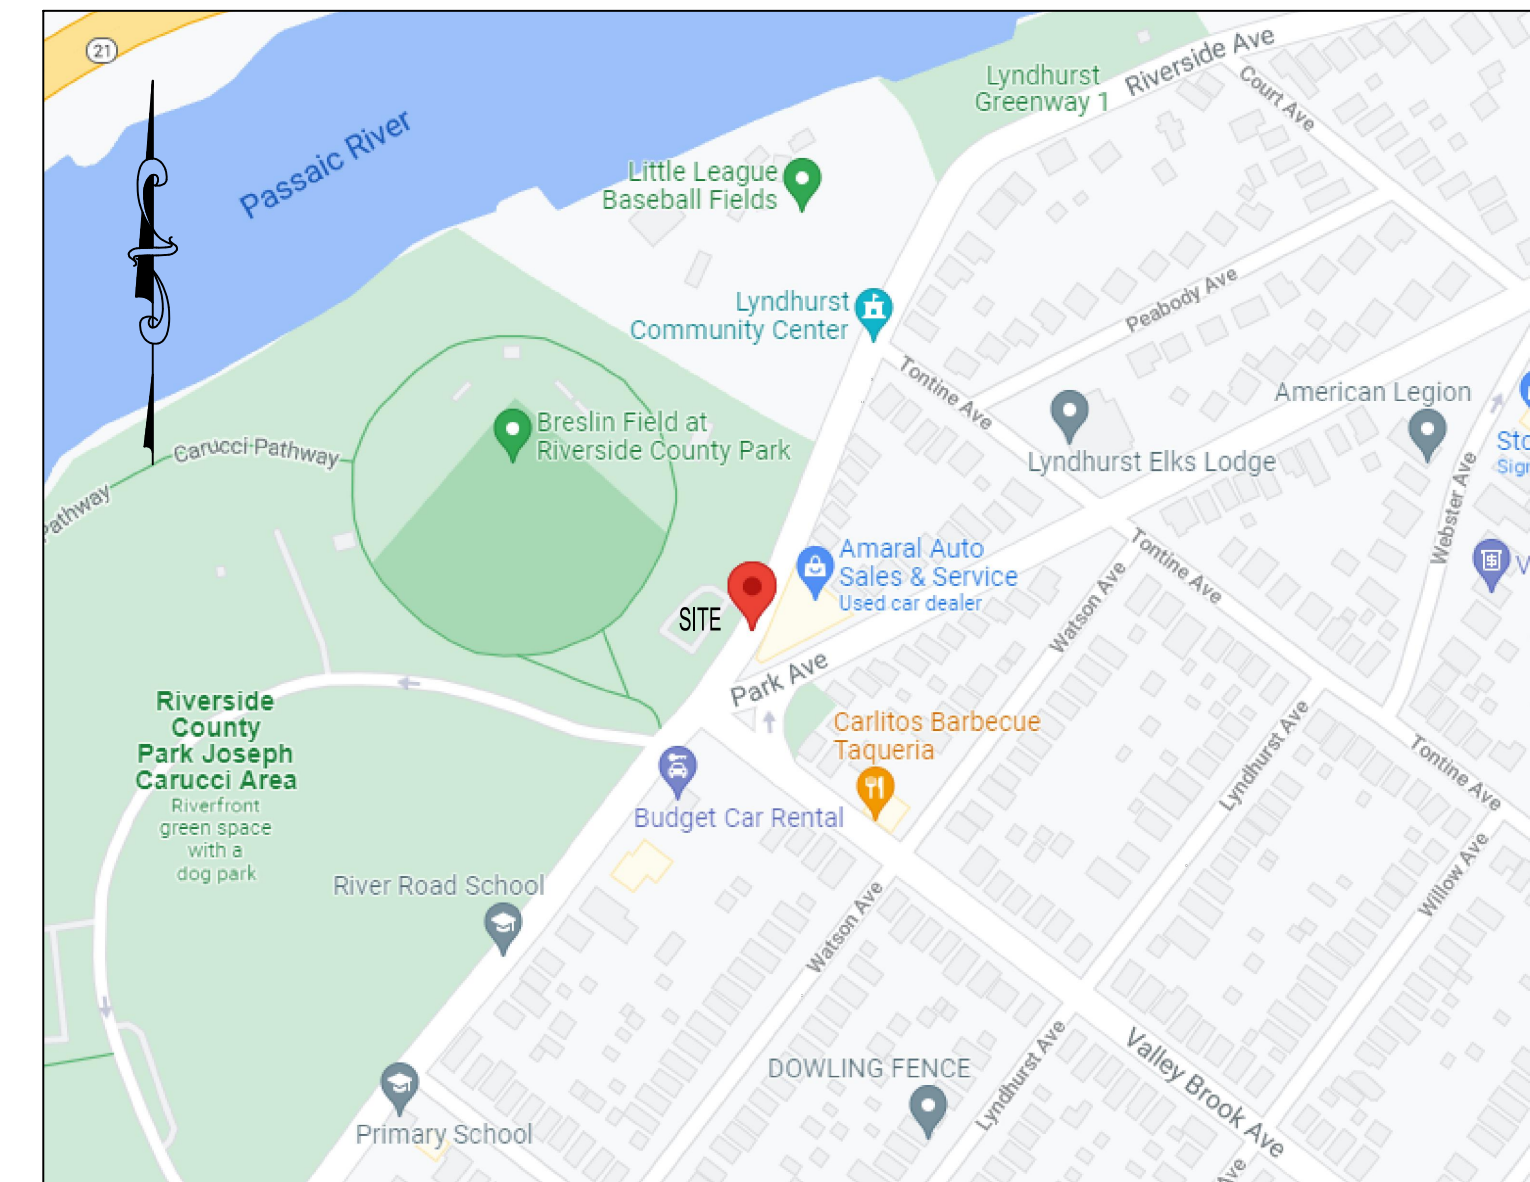 21
Passaic River
Lyndhurst
Greenway 1
Riverside Ave
Court Ave
Little League
Baseball Fields
Lyndhurst
Community Center
Peabody Ave
Tontine Ave
American Legion
Lyndhurst Elks Lodge
Breslin Field at
Riverside County Park
Carucci Pathway
Pathway
Webster Ave
Sto
Sign
V
Amaral Auto
Sales & Service
Used car dealer
SITE
Tontine Ave
Watson Ave
Park Ave
Riverside
County
Park Joseph
Carucci Area
Riverfront
green space
with a
dog park
Carlitos Barbecue
Taqueria
Lyndhurst Ave
Tontine Ave
Budget Car Rental
Willow Ave
River Road School
Watson Ave
Valley Brook Ave
Lyndhurst Ave
DOWLING FENCE
Primary School
Ave